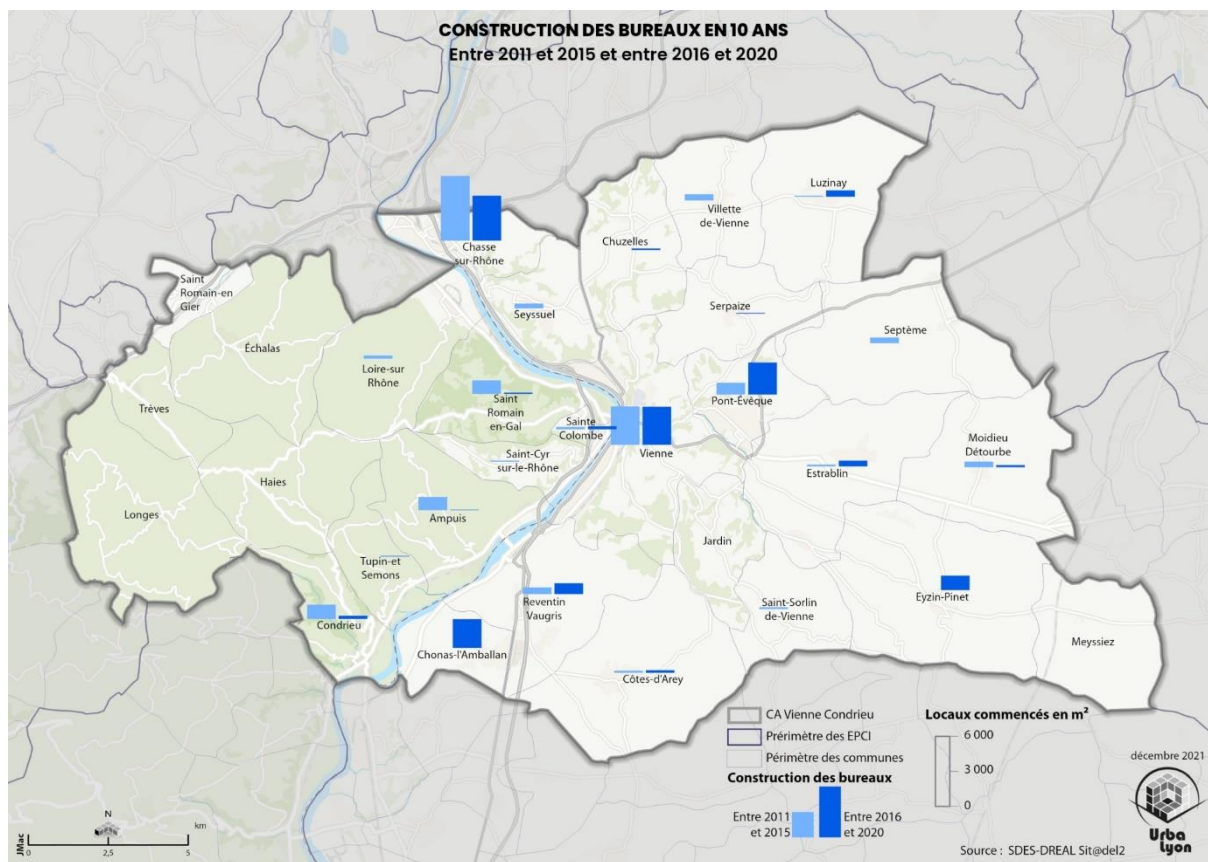 CONSTRUCTION DES BUREAUX EN 10 ANS
Entre 2011 et 2015 et entre 2016 et 2020
Luzinay
Villette
de-Vienne
Chuzelles
Chasse
sur-Rhône
Saint
Romain-en
Gier
Seyssuel
Serpaize
Septème
Échalas
Loire-sur
Rhône
Trèves
Saint
Romain
en-Gal
Pont-Évêque
Sainte
Colombe
Vienne
Moidieu
Détourbe
Saint-Cyr
sur-le-Rhône
Estrablin
Haies
Longes
Ampuis
Jardin
Tupin-et
Semons
Eyzin-Pinet
Reventin
Vaugris
Saint-Sorlin
de-Vienne
Condrieu
Meyssiez
Chonas-l'Amballan
Côtes-d'Arey
CA Vienne Condrieu
Prérimètre des EPCI
Périmètre des communes
Construction des bureaux
Entre 2011
et 2015
Entre 2016
et 2020
Locaux commencés en m²
6 000
3 000
0
décembre 2021
Urba
Lyon
Source : SDES-DREAL Sit@del2
JMac
N
km
0
2,5
5